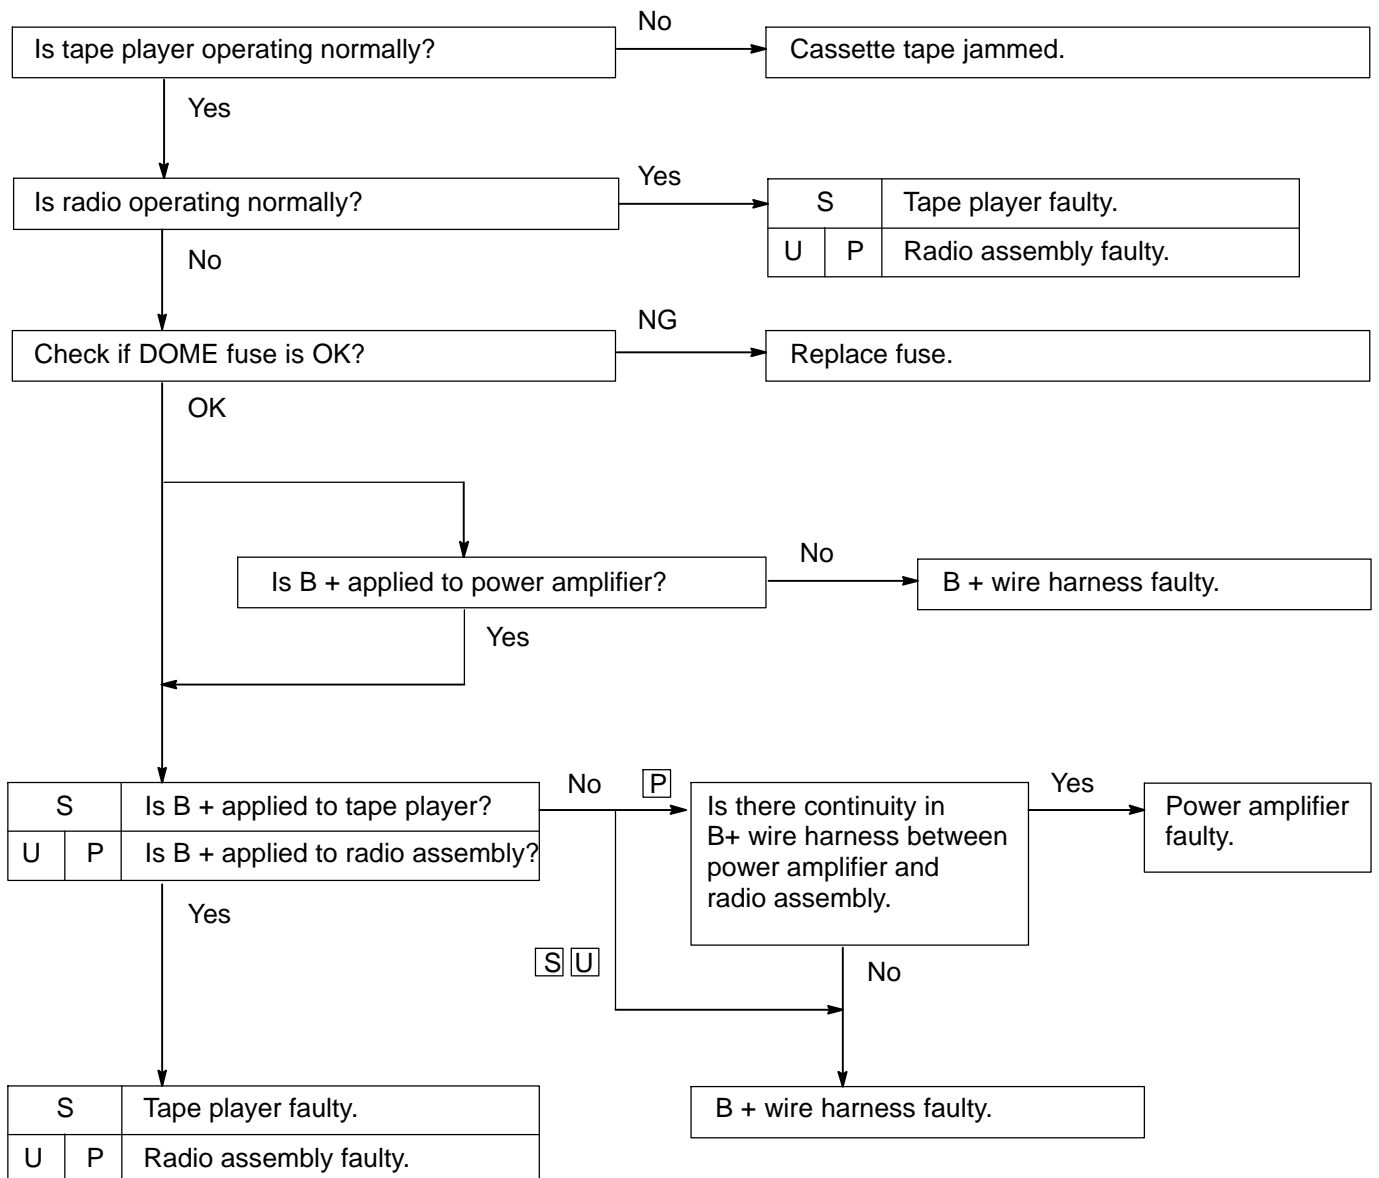 No
Is tape player operating normally?
Cassette tape jammed.
Yes
Yes
Is radio operating normally?
S
Tape player faulty.
U P
Radio assembly faulty.
No
NG
Check if DOME fuse is OK?
Replace fuse.
OK
No
Is B + applied to power amplifier?
B + wire harness faulty.
Yes
S
Is B + applied to tape player?
U P
Is B + applied to radio assembly?
No
P
Is there continuity in
B+ wire harness between
power amplifier and
radio assembly.
Yes
Power amplifier
faulty.
Yes
S U
No
S
Tape player faulty.
U P
Radio assembly faulty.
B + wire harness faulty.